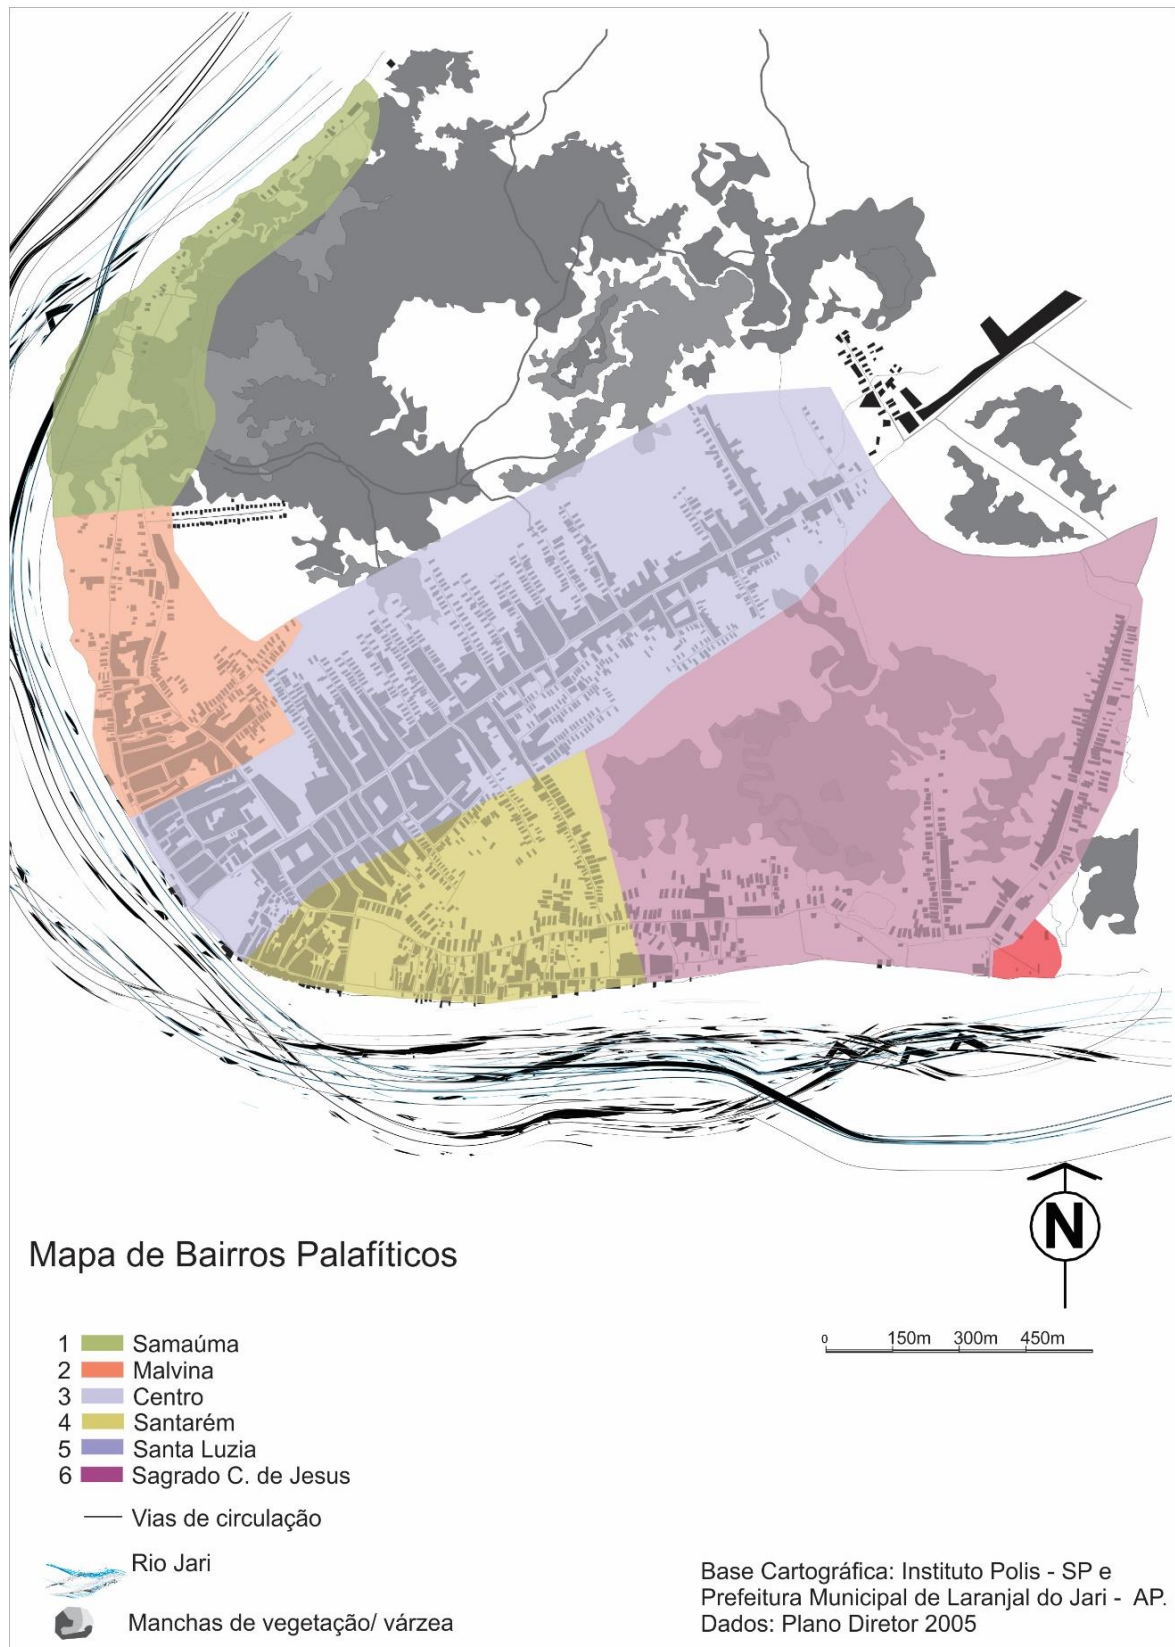 N
Mapa de Bairros Palafíticos
0 150m 300m 450m
1 Samaúma
2 Malvina
3 Centro
4 Santarém
5 Santa Luzia
6 Sagrado C. de Jesus
Vias de circulação
Rio Jari
Manchas de vegetação/ várzea
Base Cartográfica: Instituto Polis - SP e
Prefeitura Municipal de Laranjal do Jari - AP.
Dados: Plano Diretor 2005